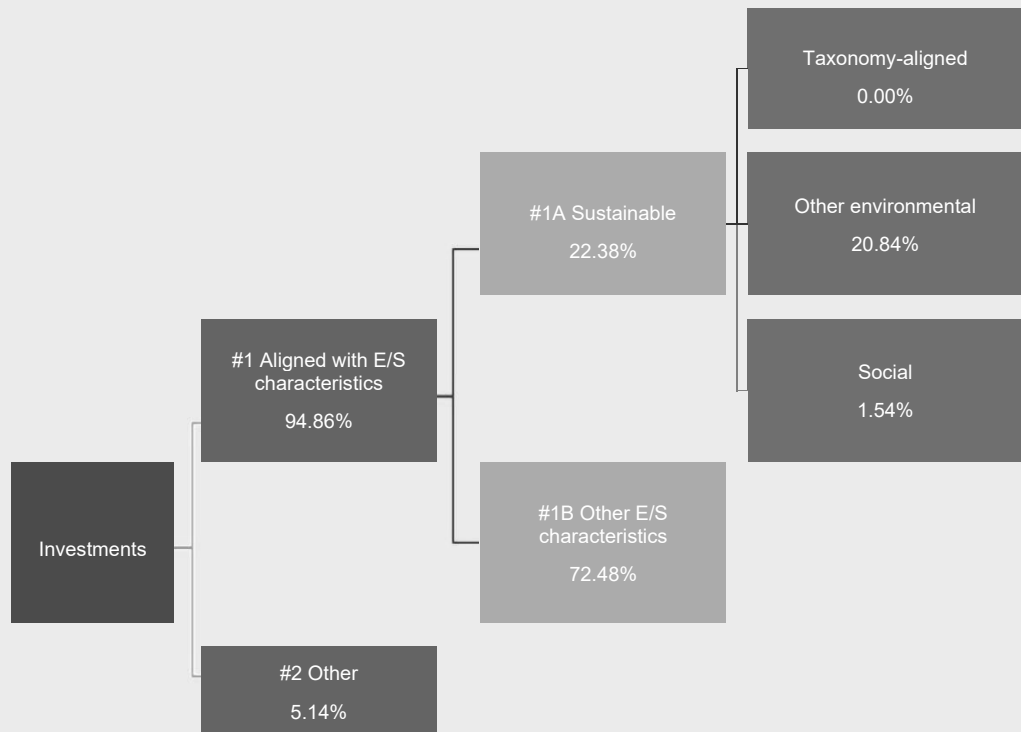 Taxonomy-aligned
0.00%
#1A Sustainable
22.38%
Other environmental
20.84%
#1 Aligned with E/S
characteristics
94.86%
Social
1.54%
Investments
#1B Other E/S
characteristics
72.48%
#2 Other
5.14%